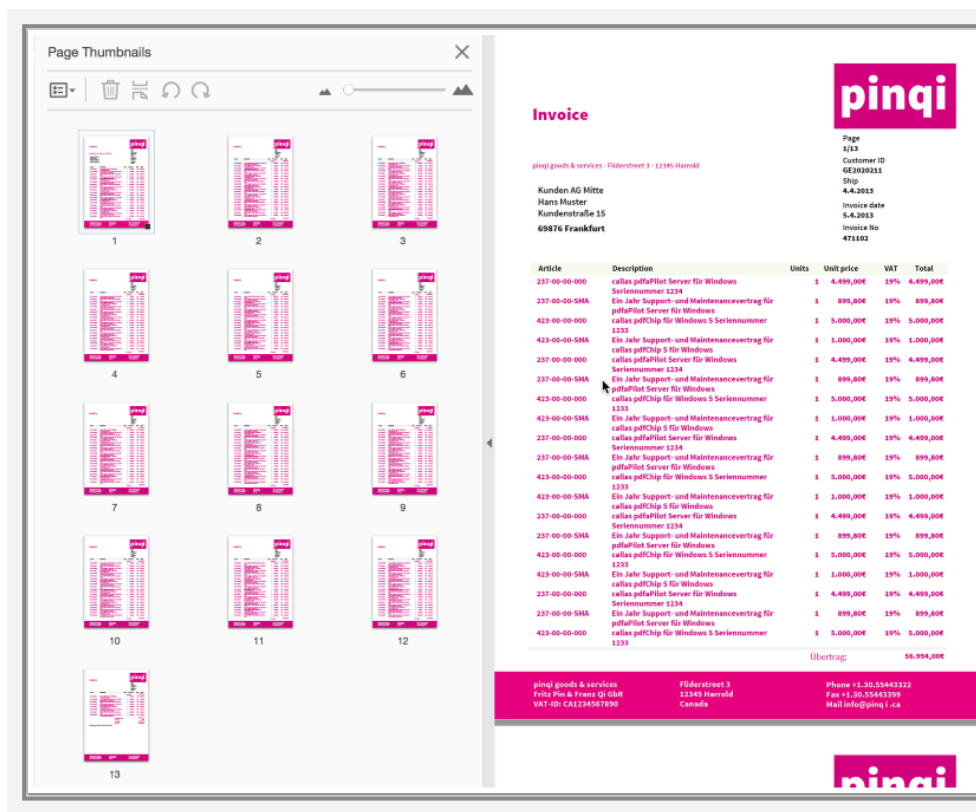 Page Thumbnails
1
2
3
4
5
6
7
8
9
10
11
12
13
pinqi
Invoice
Page
1/13
Customer ID
GE2020211
Ship
4.4.2013
Invoice date
5.4.2013
Invoice No
471102
pinqi goods & services - Fliderstreet 3 - 12345 Harrold
Kunden AG Mitte
Hans Muster
Kundenstraße 15
69876 Frankfurt
Article Description Units Unit price VAT Total
237-00-00-000 callas pdfaPilot Server für Windows 1 4.499,00€ 19% 4.499,00€
Seriennummer 1234
237-00-00-SMA Ein Jahr Support- und Maintenancevertrag für 1 899,80€ 19% 899,80€
pdfaPilot Server für Windows
423-00-00-000 callas pdfChip für Windows S Seriennummer 1 5.000,00€ 19% 5.000,00€
1233
423-00-00-SMA Ein Jahr Support- und Maintenancevertrag für 1 1.000,00€ 19% 1.000,00€
callas pdfChip S für Windows
237-00-00-000 callas pdfaPilot Server für Windows 1 4.499,00€ 19% 4.499,00€
Seriennummer 1234
237-00-00-SMA Ein Jahr Support- und Maintenancevertrag für 1 899,80€ 19% 899,80€
pdfaPilot Server für Windows
423-00-00-000 callas pdfChip für Windows S Seriennummer 1 5.000,00€ 19% 5.000,00€
1233
423-00-00-SMA Ein Jahr Support- und Maintenancevertrag für 1 1.000,00€ 19% 1.000,00€
callas pdfChip S für Windows
237-00-00-000 callas pdfaPilot Server für Windows 1 4.499,00€ 19% 4.499,00€
Seriennummer 1234
237-00-00-SMA Ein Jahr Support- und Maintenancevertrag für 1 899,80€ 19% 899,80€
pdfaPilot Server für Windows
423-00-00-000 callas pdfChip für Windows S Seriennummer 1 5.000,00€ 19% 5.000,00€
1233
423-00-00-SMA Ein Jahr Support- und Maintenancevertrag für 1 1.000,00€ 19% 1.000,00€
callas pdfChip S für Windows
237-00-00-000 callas pdfaPilot Server für Windows 1 4.499,00€ 19% 4.499,00€
Seriennummer 1234
237-00-00-SMA Ein Jahr Support- und Maintenancevertrag für 1 899,80€ 19% 899,80€
pdfaPilot Server für Windows
423-00-00-000 callas pdfChip für Windows S Seriennummer 1 5.000,00€ 19% 5.000,00€
1233
423-00-00-SMA Ein Jahr Support- und Maintenancevertrag für 1 1.000,00€ 19% 1.000,00€
callas pdfChip S für Windows
237-00-00-000 callas pdfaPilot Server für Windows 1 4.499,00€ 19% 4.499,00€
Seriennummer 1234
237-00-00-SMA Ein Jahr Support- und Maintenancevertrag für 1 899,80€ 19% 899,80€
pdfaPilot Server für Windows
423-00-00-000 callas pdfChip für Windows S Seriennummer 1 5.000,00€ 19% 5.000,00€
1233
Übertrag: 56.994,00€
pinqi goods & services Fliderstreet 3 Phone +1.30.55443322
Fritz Pin & Franz Qi GbR 12345 Harrold Fax +1.30.55443399
VAT-ID: CA1234567890 Canada Mail info@pinq i .ca
pinqi